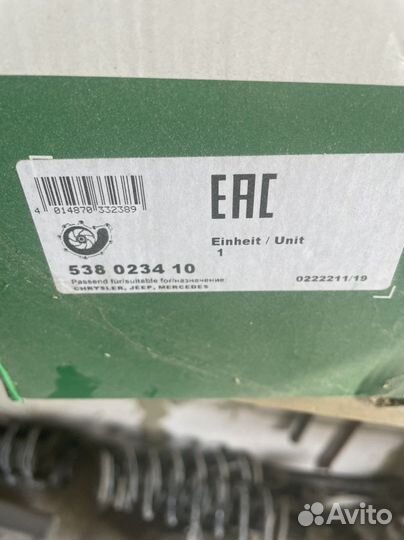 EAC
4 014870 332389
Einheit / Unit
1
538 0234 10
Passend für/suitable for/назначение
CHRYSLER, JEEP, MERCEDES
0222211/19
Avito